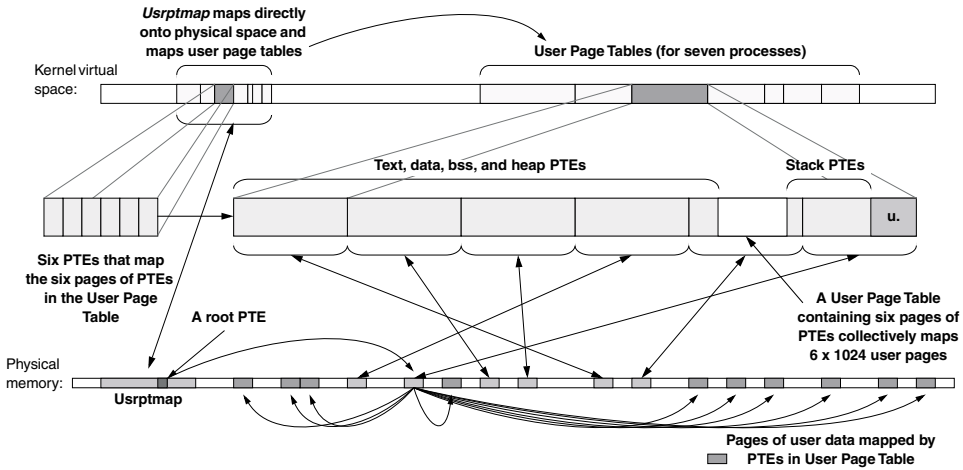 Usrptmap maps directly
onto physical space and
maps user page tables
User Page Tables (for seven processes)
Kernel virtual
space:
Text, data, bss, and heap PTEs
Stack PTEs
u.
Six PTEs that map
the six pages of PTEs
in the User Page
Table
A root PTE
A User Page Table
containing six pages of
PTEs collectively maps
6 x 1024 user pages
Physical
memory:
Usrptmap
Pages of user data mapped by
PTEs in User Page Table